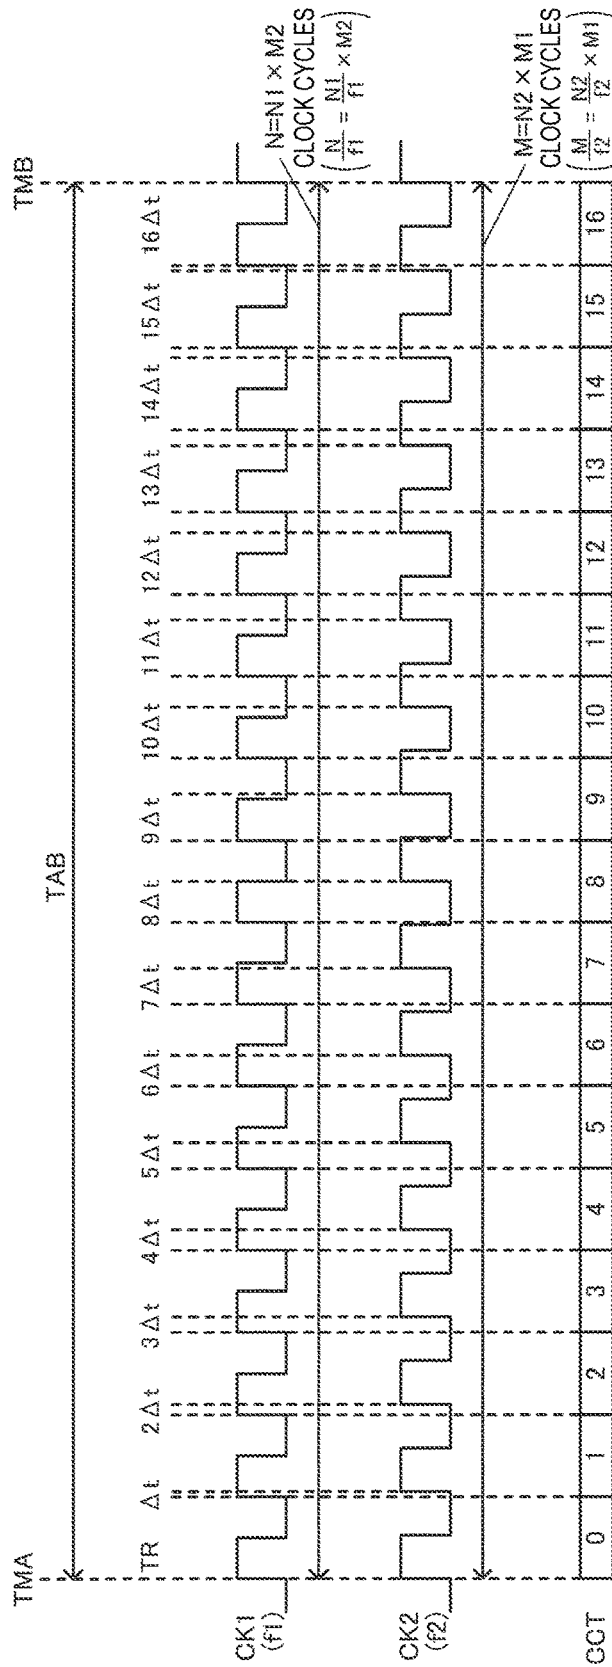 TMA TMB
TAB
TR Δt 2Δt 3Δt 4Δt 5Δt 6Δt 7Δt 8Δt 9Δt 10Δt 11Δt 12Δt 13Δt 14Δt 15Δt 16Δt
CK1
(f1)
N=N1 × M2
CLOCK CYCLES
(N/f1 = N1/f1 × M2)
CK2
(f2)
M=N2 × M1
CLOCK CYCLES
(M/f2 = N2/f2 × M1)
CCT 0 1 2 3 4 5 6 7 8 9 10 11 12 13 14 15 16